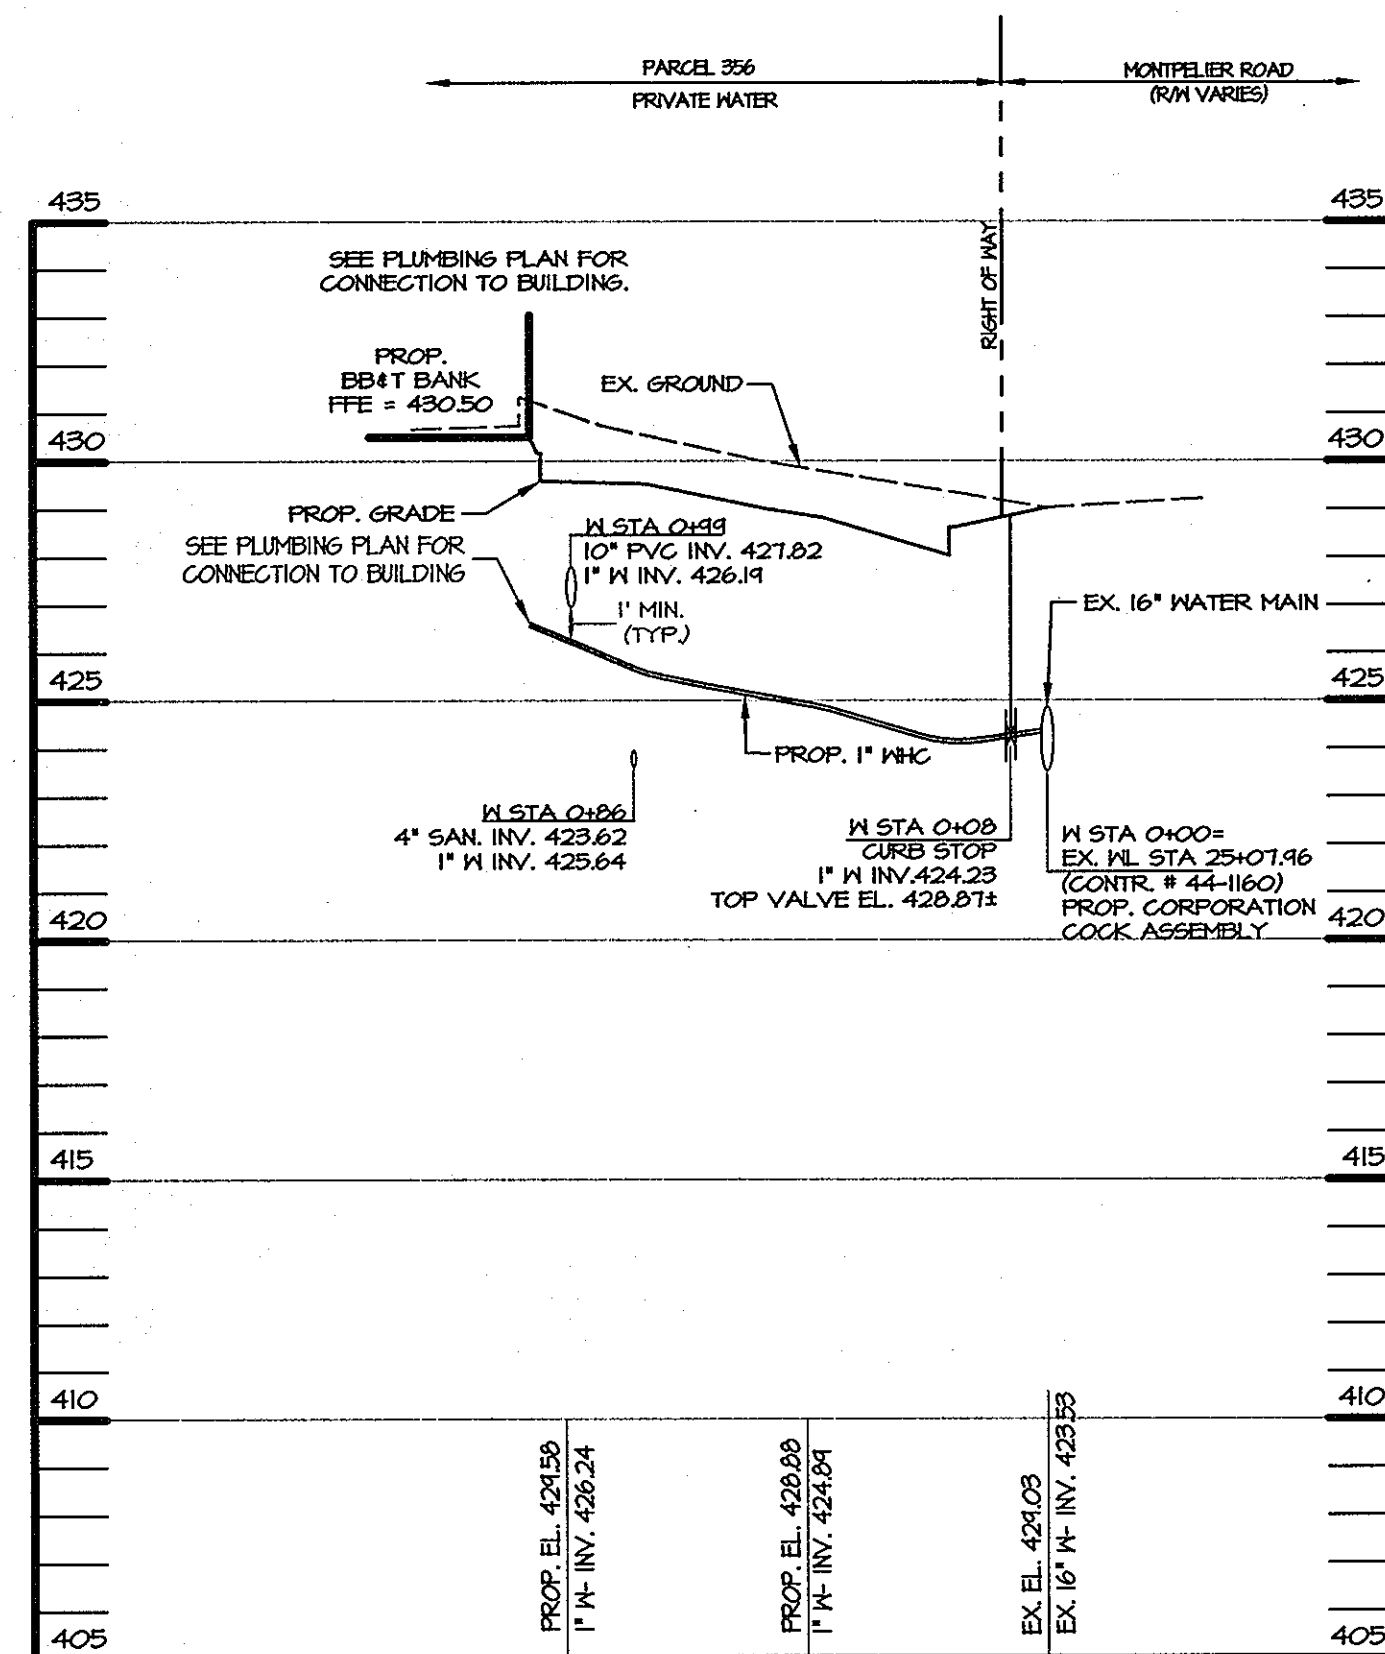 PARCEL 356
PRIVATE WATER
MONTPELIER ROAD
(R/W VARIES)
435
435
RIGHT OF WAY
SEE PLUMBING PLAN FOR
CONNECTION TO BUILDING.
PROP.
BB&T BANK
FFE = 430.50
EX. GROUND
430
430
PROP. GRADE
SEE PLUMBING PLAN FOR
CONNECTION TO BUILDING
W STA 0+99
10" PVC INV. 427.82
1" W INV. 426.19
1' MIN.
(TYP.)
EX. 16" WATER MAIN
425
425
PROP. 1" WHC
W STA 0+86
4" SAN. INV. 423.62
1" W INV. 425.64
W STA 0+08
CURB STOP
1" W INV.424.23
TOP VALVE EL. 428.87±
W STA 0+00=
EX. WL STA 25+07.96
(CONTR. # 44-1160)
PROP. CORPORATION
COCK ASSEMBLY
420
420
415
415
410
410
PROP. EL. 429.58
1" W- INV. 426.24
PROP. EL. 428.88
1" W- INV. 424.89
EX. EL. 429.03
EX. 16" W- INV. 423.53
405
405